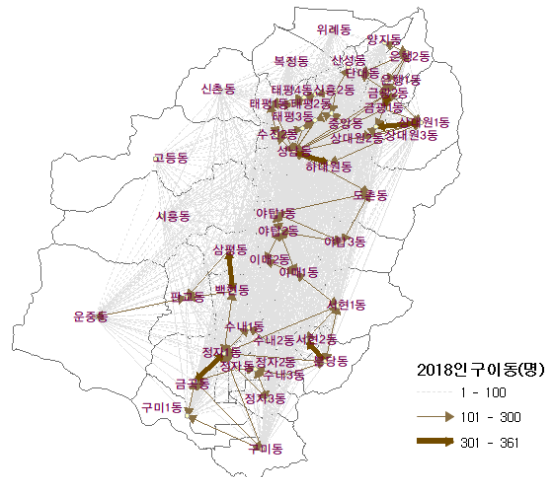 위례동
양지동
은행2동
복정동
산성동
단대동
은행1동
신촌동
태평4동 신흥2동
금광2동
태평1동 태평2동
금광1동
태평3동
중앙동
상대원1동
수진2동
상대원2동
상대원3동
성남동
하대원동
고등동
도촌동
시흥동
야탑1동
야탑2동
야탑3동
삼평동
이매2동
이매1동
판교동
백현동
운중동
서현1동
수내1동
수내2동
서현2동
정자1동
정자동
정자2동
분당동
수내3동
금곡동
정자3동
구미1동
구미동
2018인구이동(명)
1 - 100
101 - 300
301 - 361